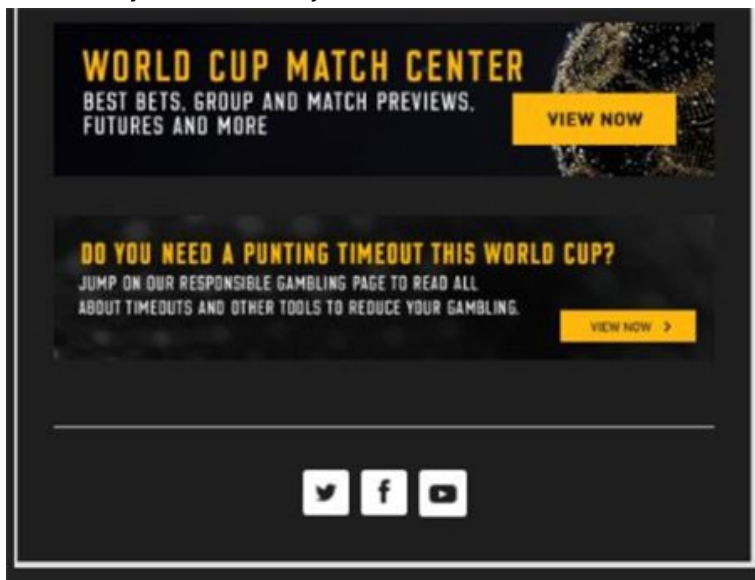 WORLD CUP MATCH CENTER
BEST BETS, GROUP AND MATCH PREVIEWS,
FUTURES AND MORE
VIEW NOW
DO YOU NEED A PUNTING TIMEOUT THIS WORLD CUP?
JUMP ON OUR RESPONSIBLE GAMBLING PAGE TO READ ALL
ABOUT TIMEOUTS AND OTHER TOOLS TO REDUCE YOUR GAMBLING.
VIEW NOW >